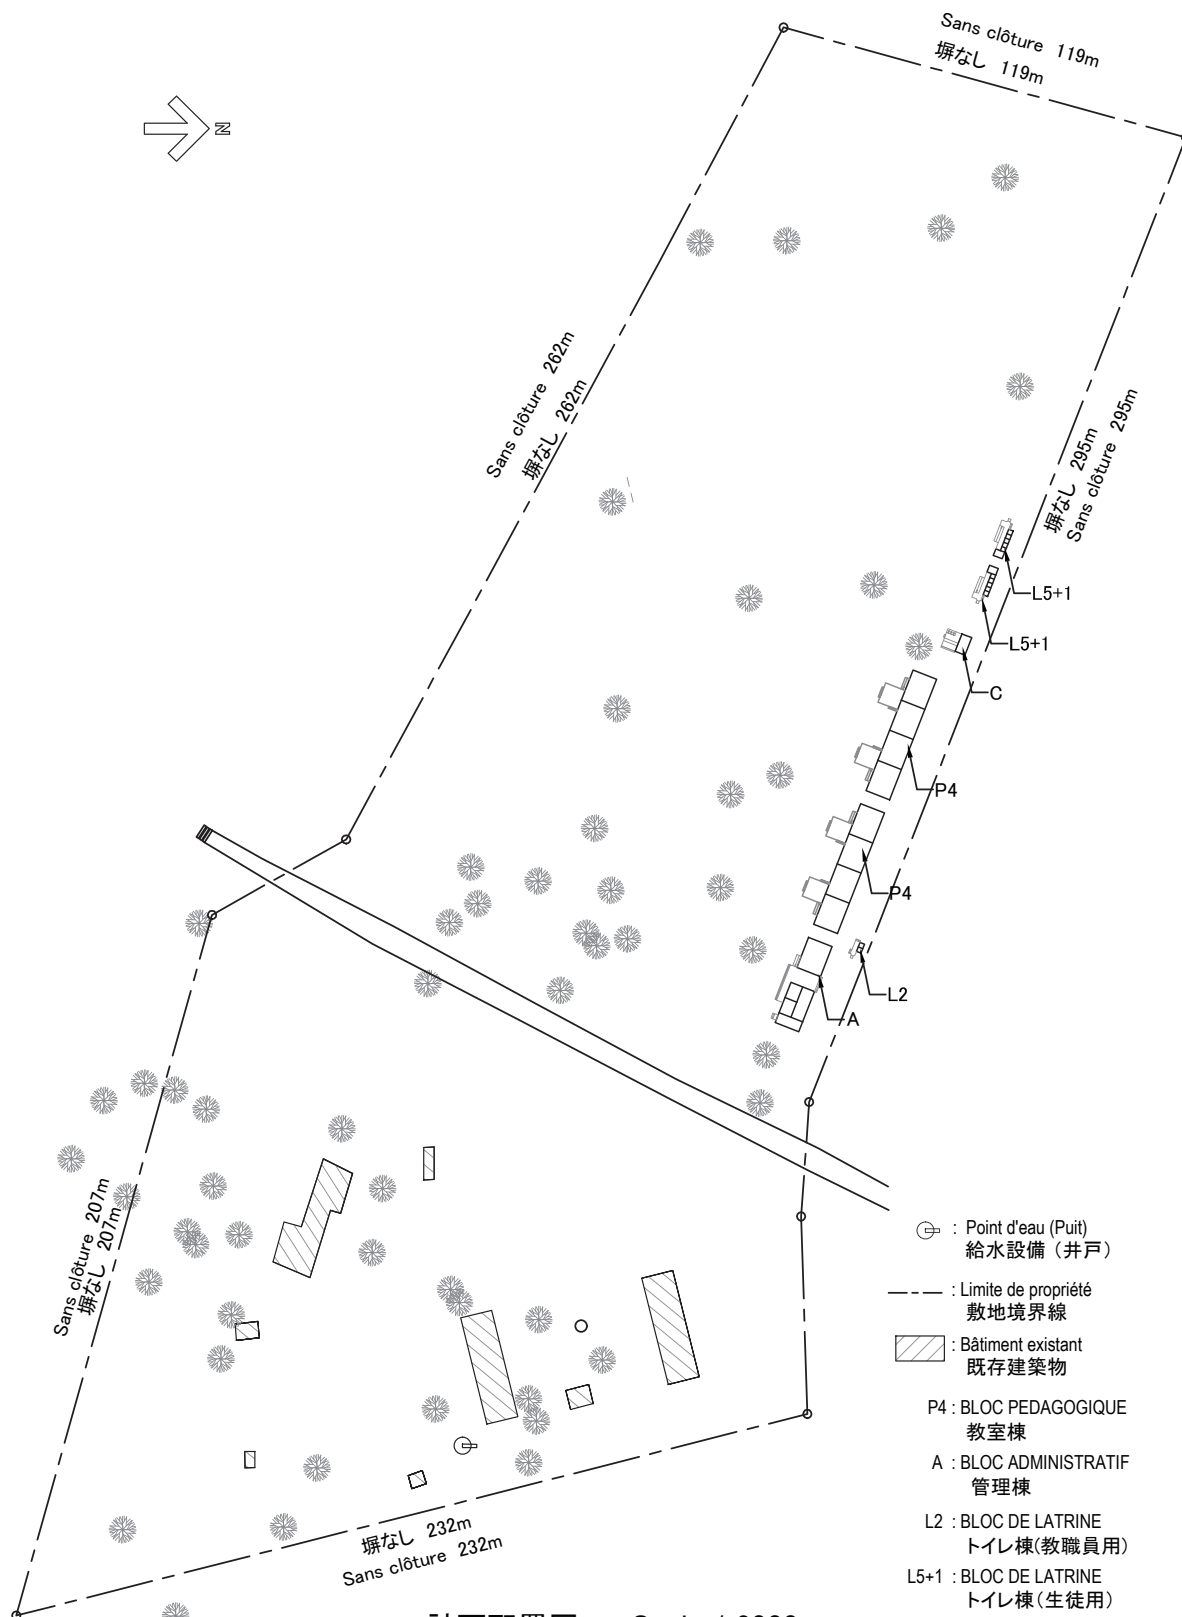 Sans clôture 119m
塀なし 119m
N
Sans clôture 262m
塀なし 262m
塀なし 295m
Sans clôture 295m
L5+1
L5+1
C
P4
P4
L2
A
Sans clôture 207m
塀なし 207m
塀なし 232m
Sans clôture 232m
: Point d'eau (Puit)
給水設備（井戸）
: Limite de propriété
敷地境界線
: Bâtiment existant
既存建築物
P4 : BLOC PEDAGOGIQUE
教室棟
A : BLOC ADMINISTRATIF
管理棟
L2 : BLOC DE LATRINE
トイレ棟(教職員用)
L5+1 : BLOC DE LATRINE
トイレ棟(生徒用)